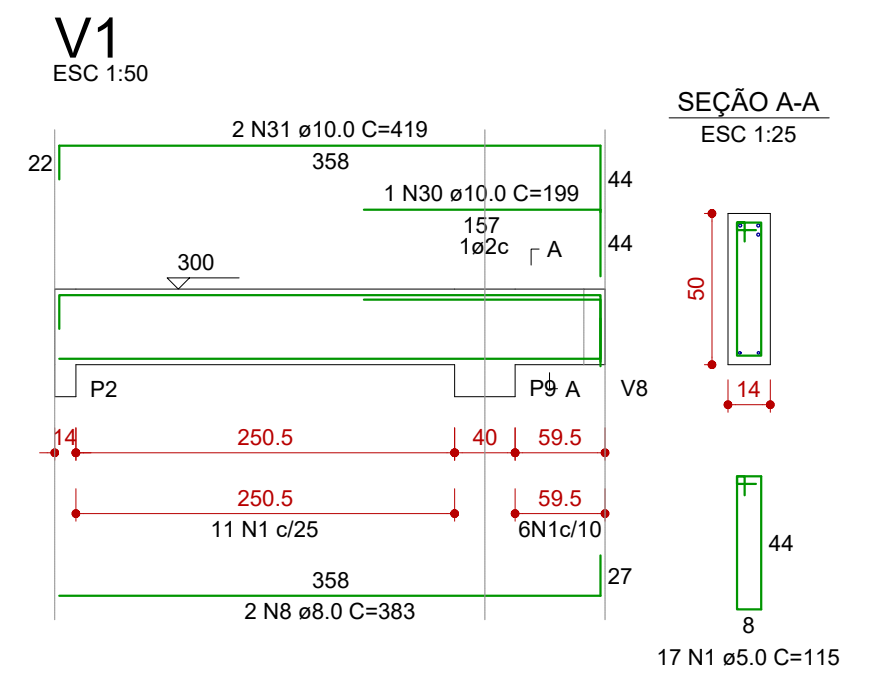 V1
ESC 1:50
SEÇÃO A-A
ESC 1:25
2 N31 ø10.0 C=419
22
358
44
1 N30 ø10.0 C=199
157
1ø2c
44
A
300
50
P2
P9
A
V8
14
14
250.5
40
59.5
250.5
59.5
11 N1 c/25
6N1c/10
44
358
27
2 N8 ø8.0 C=383
8
17 N1 ø5.0 C=115